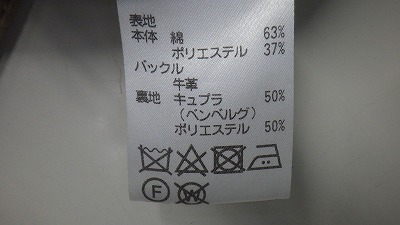 表地
本体 綿 63%
ポリエステル 37%
バックル
牛革
裏地 キュプラ 50%
(ベンベルグ)
ポリエステル 50%
F W